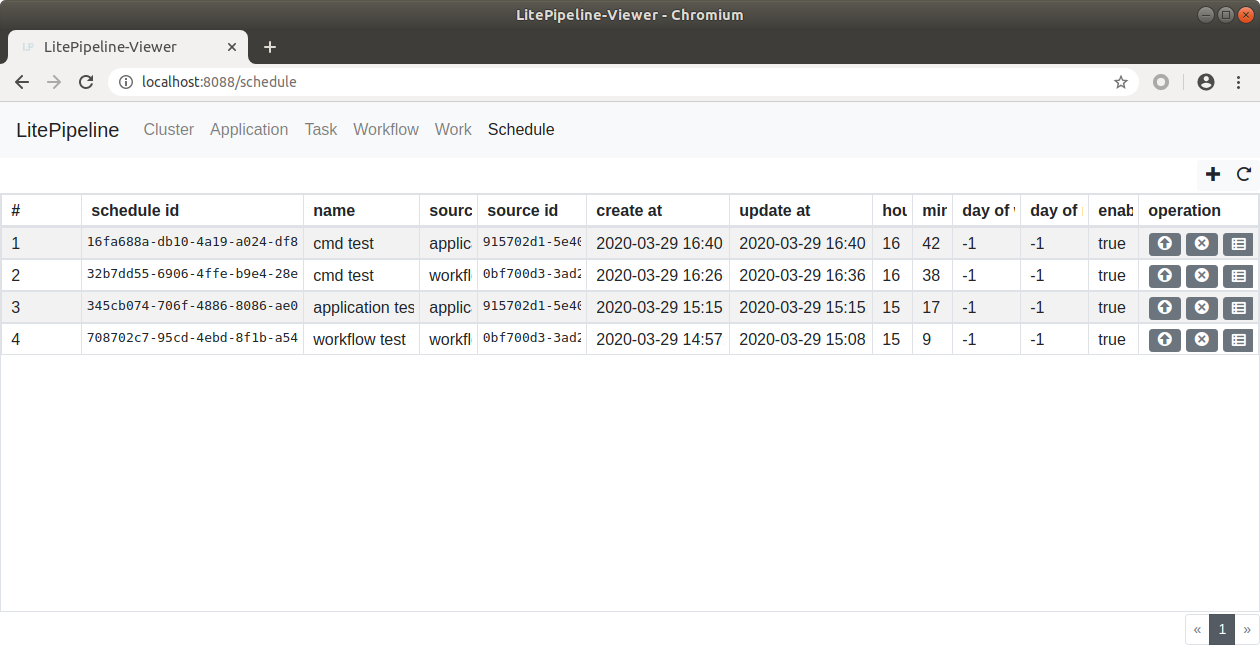 LitePipeline-Viewer - Chromium
LP LitePipeline-Viewer
localhost:8088/schedule
LitePipeline Cluster Application Task Workflow Work Schedule
# schedule id name sourc source id create at update at hou min day of day of enab operation
1 16fa688a-db10-4a19-a024-df8 cmd test applic 915702d1-5e40 2020-03-29 16:40 2020-03-29 16:40 16 42 -1 -1 true
2 32b7dd55-6906-4ffe-b9e4-28e cmd test workfl 0bf700d3-3ad2 2020-03-29 16:26 2020-03-29 16:36 16 38 -1 -1 true
3 345cb074-706f-4886-8086-ae0 application tes applic 915702d1-5e40 2020-03-29 15:15 2020-03-29 15:15 15 17 -1 -1 true
4 708702c7-95cd-4ebd-8f1b-a54 workflow test workfl 0bf700d3-3ad2 2020-03-29 14:57 2020-03-29 15:08 15 9 -1 -1 true
« 1 »